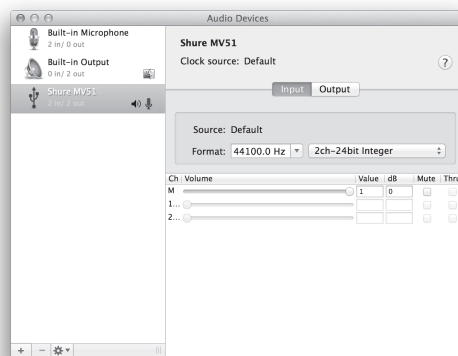 Audio Devices
Built-in Microphone
2 in/ 0 out
Built-in Output
0 in/ 2 out
Shure MV51
2 in/ 2 out
Shure MV51
Clock source: Default
?
Input Output
Source: Default
Format: 44100.0 Hz 2ch-24bit Integer
Ch Volume Value dB Mute Thru
M 1 0
1...
2...